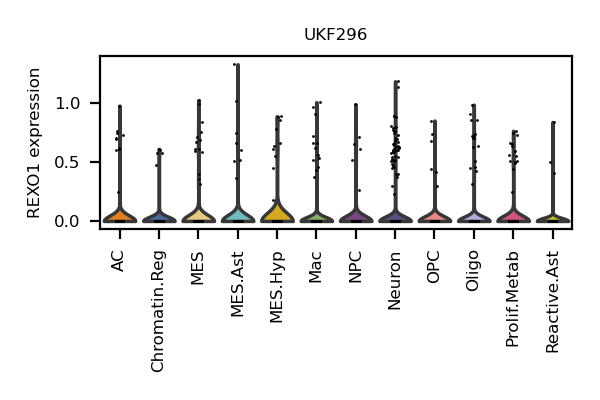 UKF296
REXO1 expression
1.0
0.5
0.0
AC
Chromatin.Reg
MES
MES.Ast
MES.Hyp
Mac
NPC
Neuron
OPC
Oligo
Prolif.Metab
Reactive.Ast